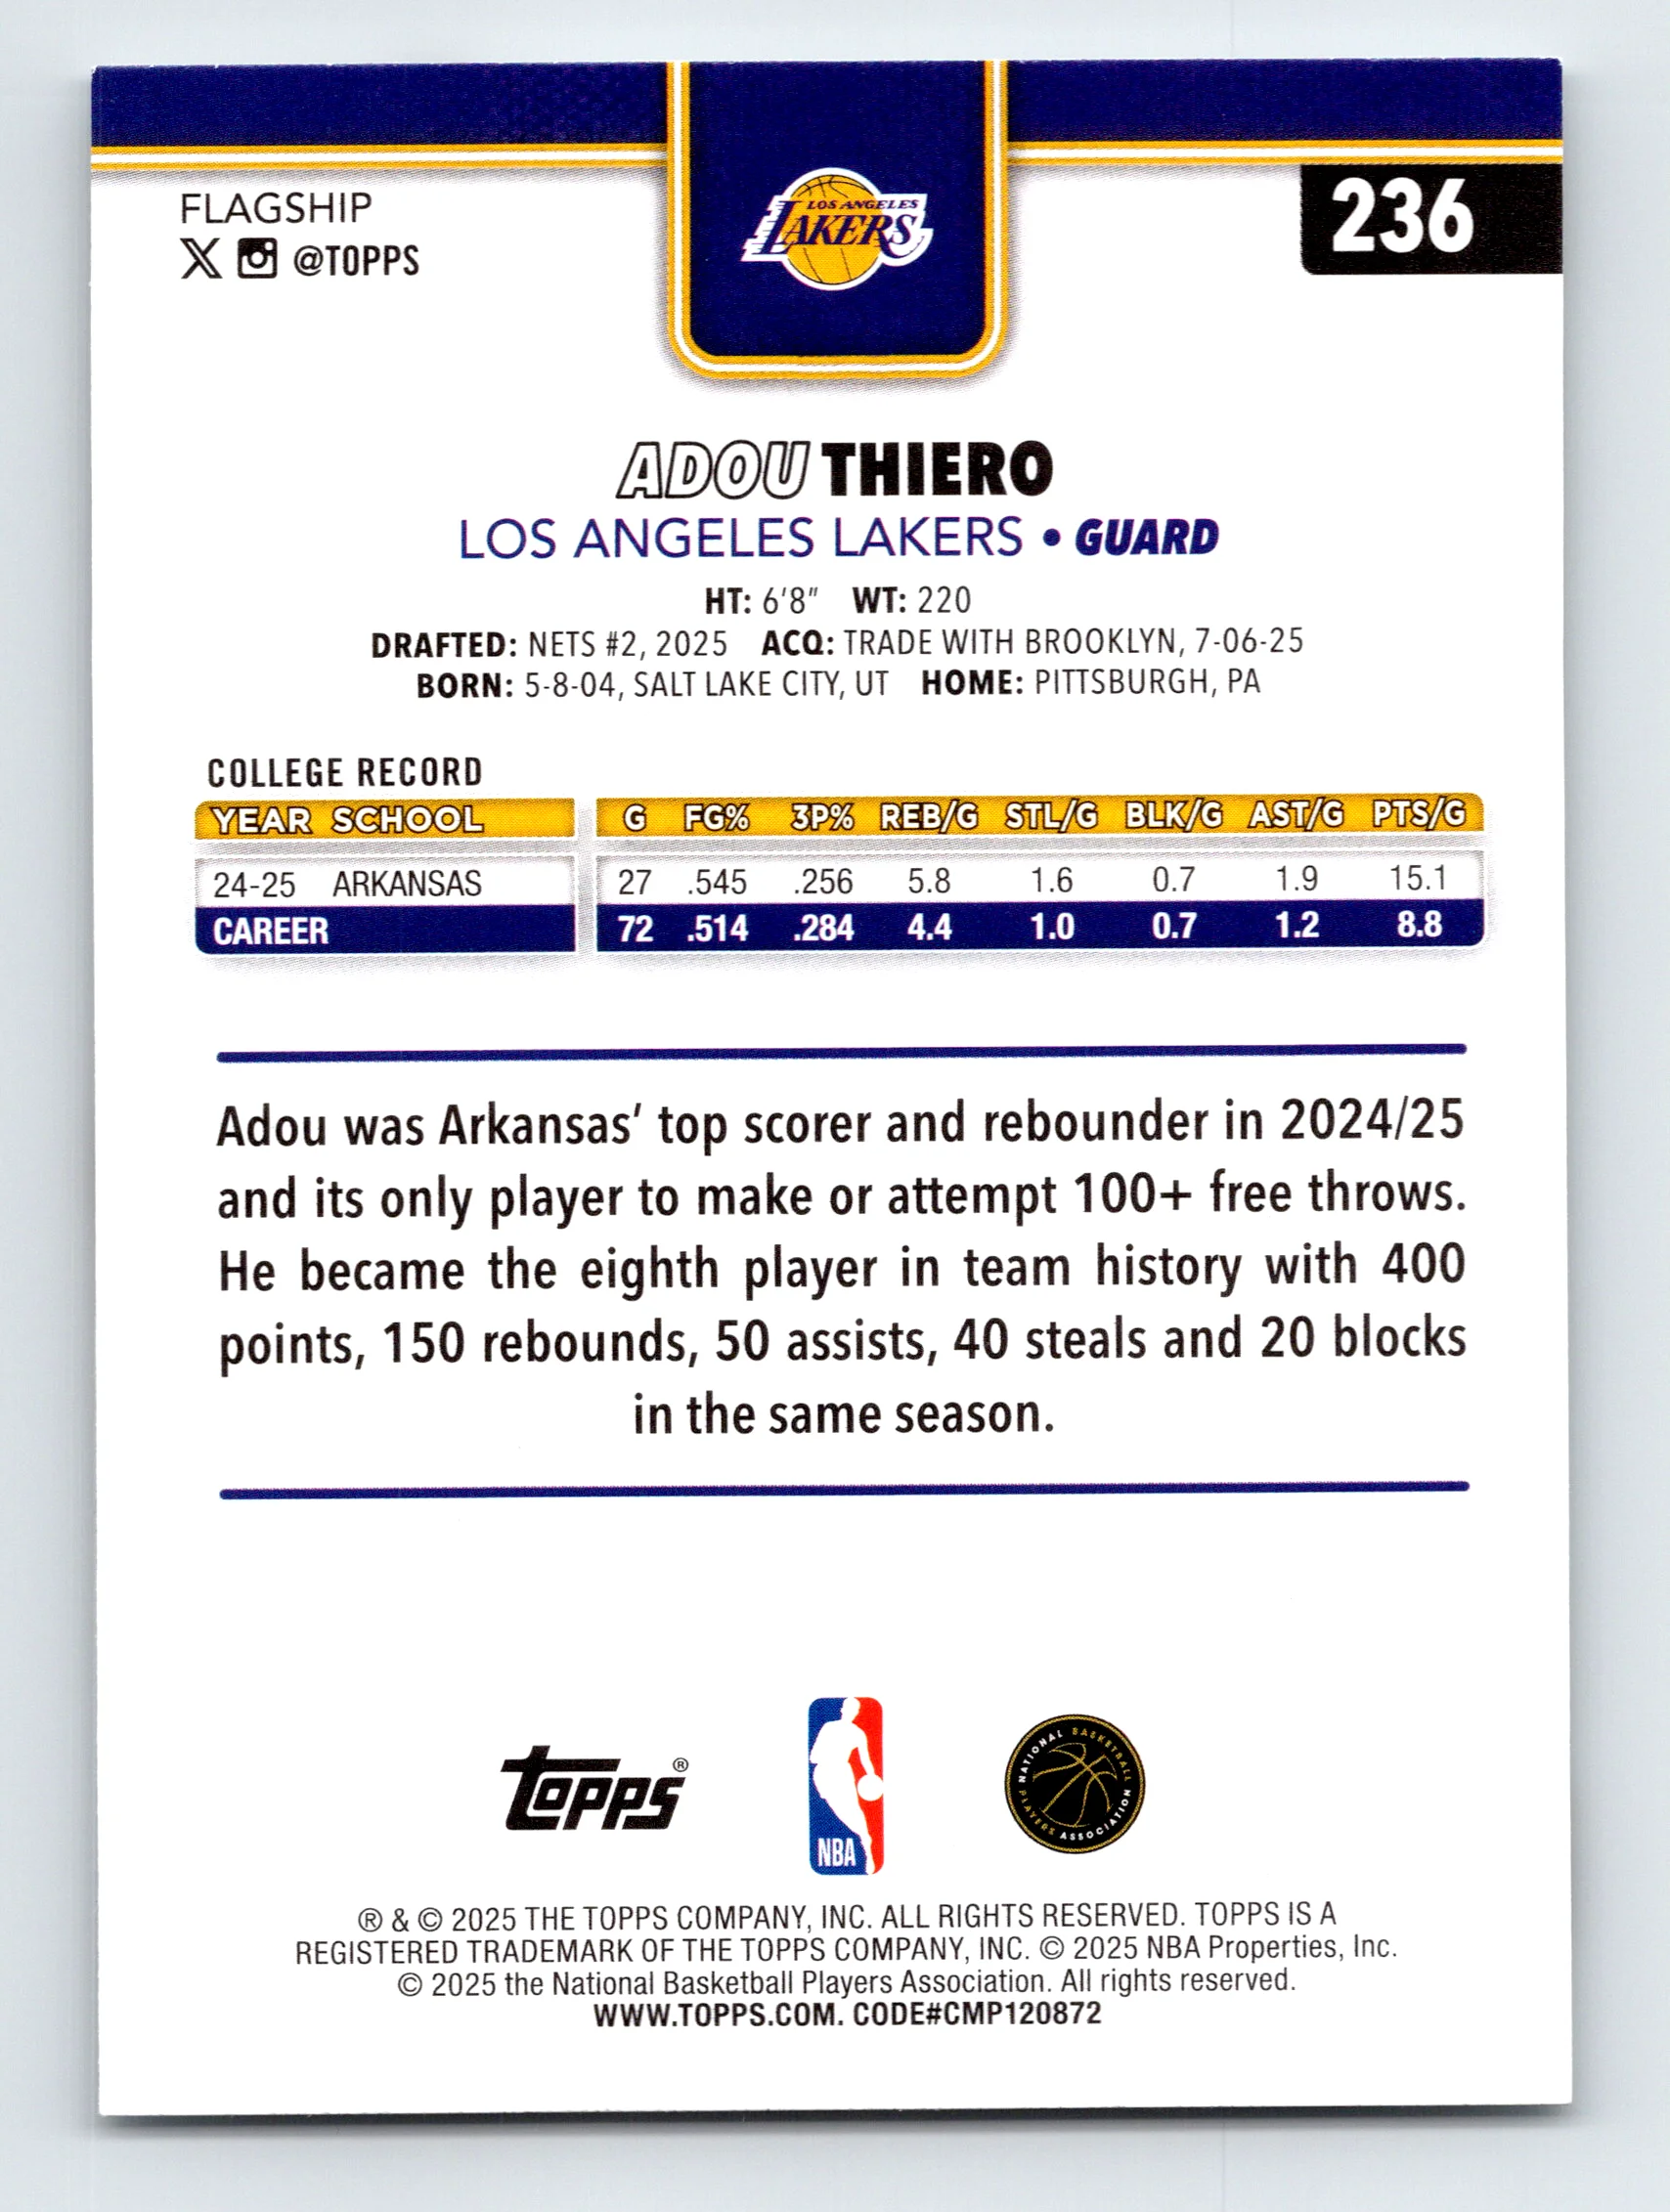 FLAGSHIP
@TOPPS
LOS ANGELES
LAKERS
236
ADOU THIERO
LOS ANGELES LAKERS • GUARD
HT: 6'8" WT: 220
DRAFTED: NETS #2, 2025 ACQ: TRADE WITH BROOKLYN, 7-06-25
BORN: 5-8-04, SALT LAKE CITY, UT HOME: PITTSBURGH, PA
COLLEGE RECORD
YEAR SCHOOL G FG% 3P% REB/G STL/G BLK/G AST/G PTS/G
24-25 ARKANSAS 27 .545 .256 5.8 1.6 0.7 1.9 15.1
CAREER 72 .514 .284 4.4 1.0 0.7 1.2 8.8
Adou was Arkansas' top scorer and rebounder in 2024/25
and its only player to make or attempt 100+ free throws.
He became the eighth player in team history with 400
points, 150 rebounds, 50 assists, 40 steals and 20 blocks
in the same season.
topps®
NBA
NATIONAL BASKETBALL PLAYERS ASSOCIATION
® & © 2025 THE TOPPS COMPANY, INC. ALL RIGHTS RESERVED. TOPPS IS A
REGISTERED TRADEMARK OF THE TOPPS COMPANY, INC. © 2025 NBA Properties, Inc.
© 2025 the National Basketball Players Association. All rights reserved.
WWW.TOPPS.COM. CODE#CMP120872